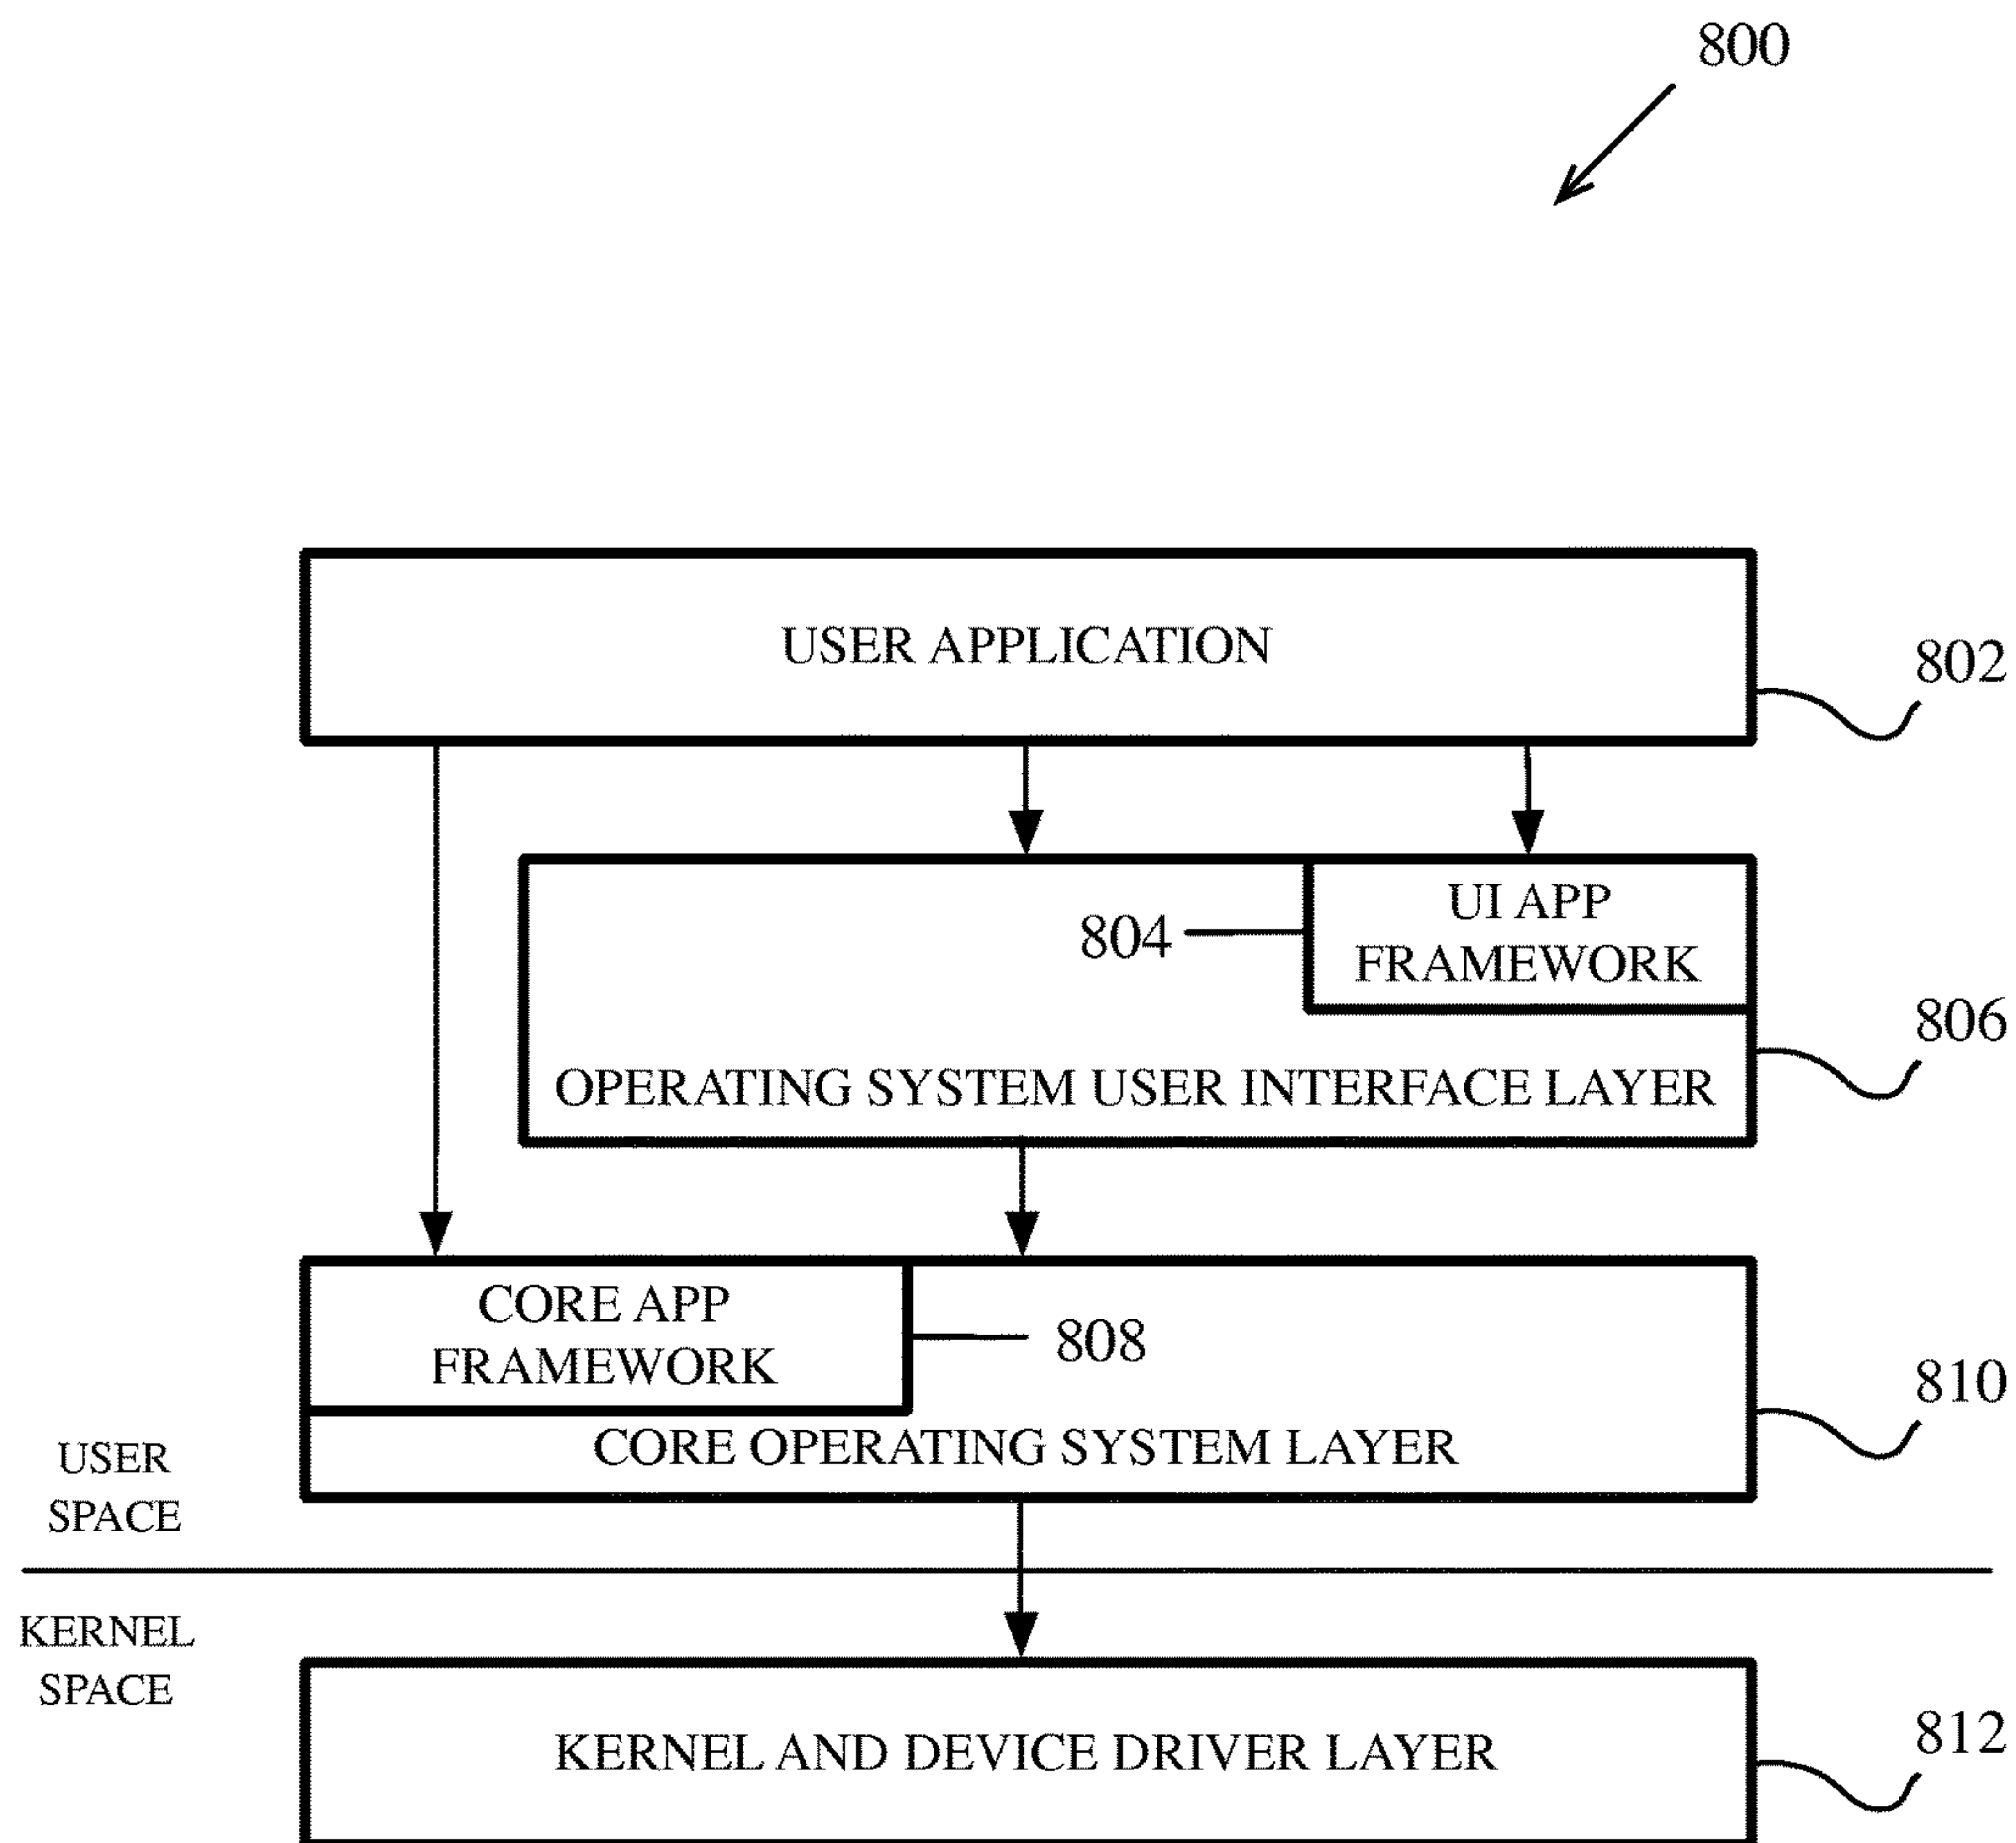 800
USER APPLICATION
802
UI APP
FRAMEWORK
804
806
OPERATING SYSTEM USER INTERFACE LAYER
CORE APP
FRAMEWORK
808
810
CORE OPERATING SYSTEM LAYER
USER
SPACE
KERNEL
SPACE
KERNEL AND DEVICE DRIVER LAYER
812